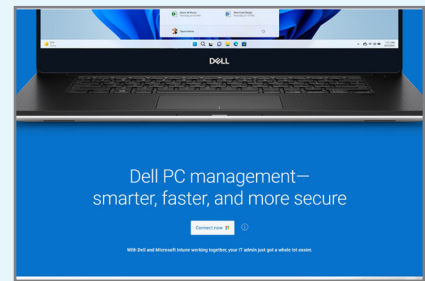 DELL
Dell PC management—
smarter, faster, and more secure
Connect now
With Dell and Microsoft Intune working together, your IT admin just got a whole lot easier.